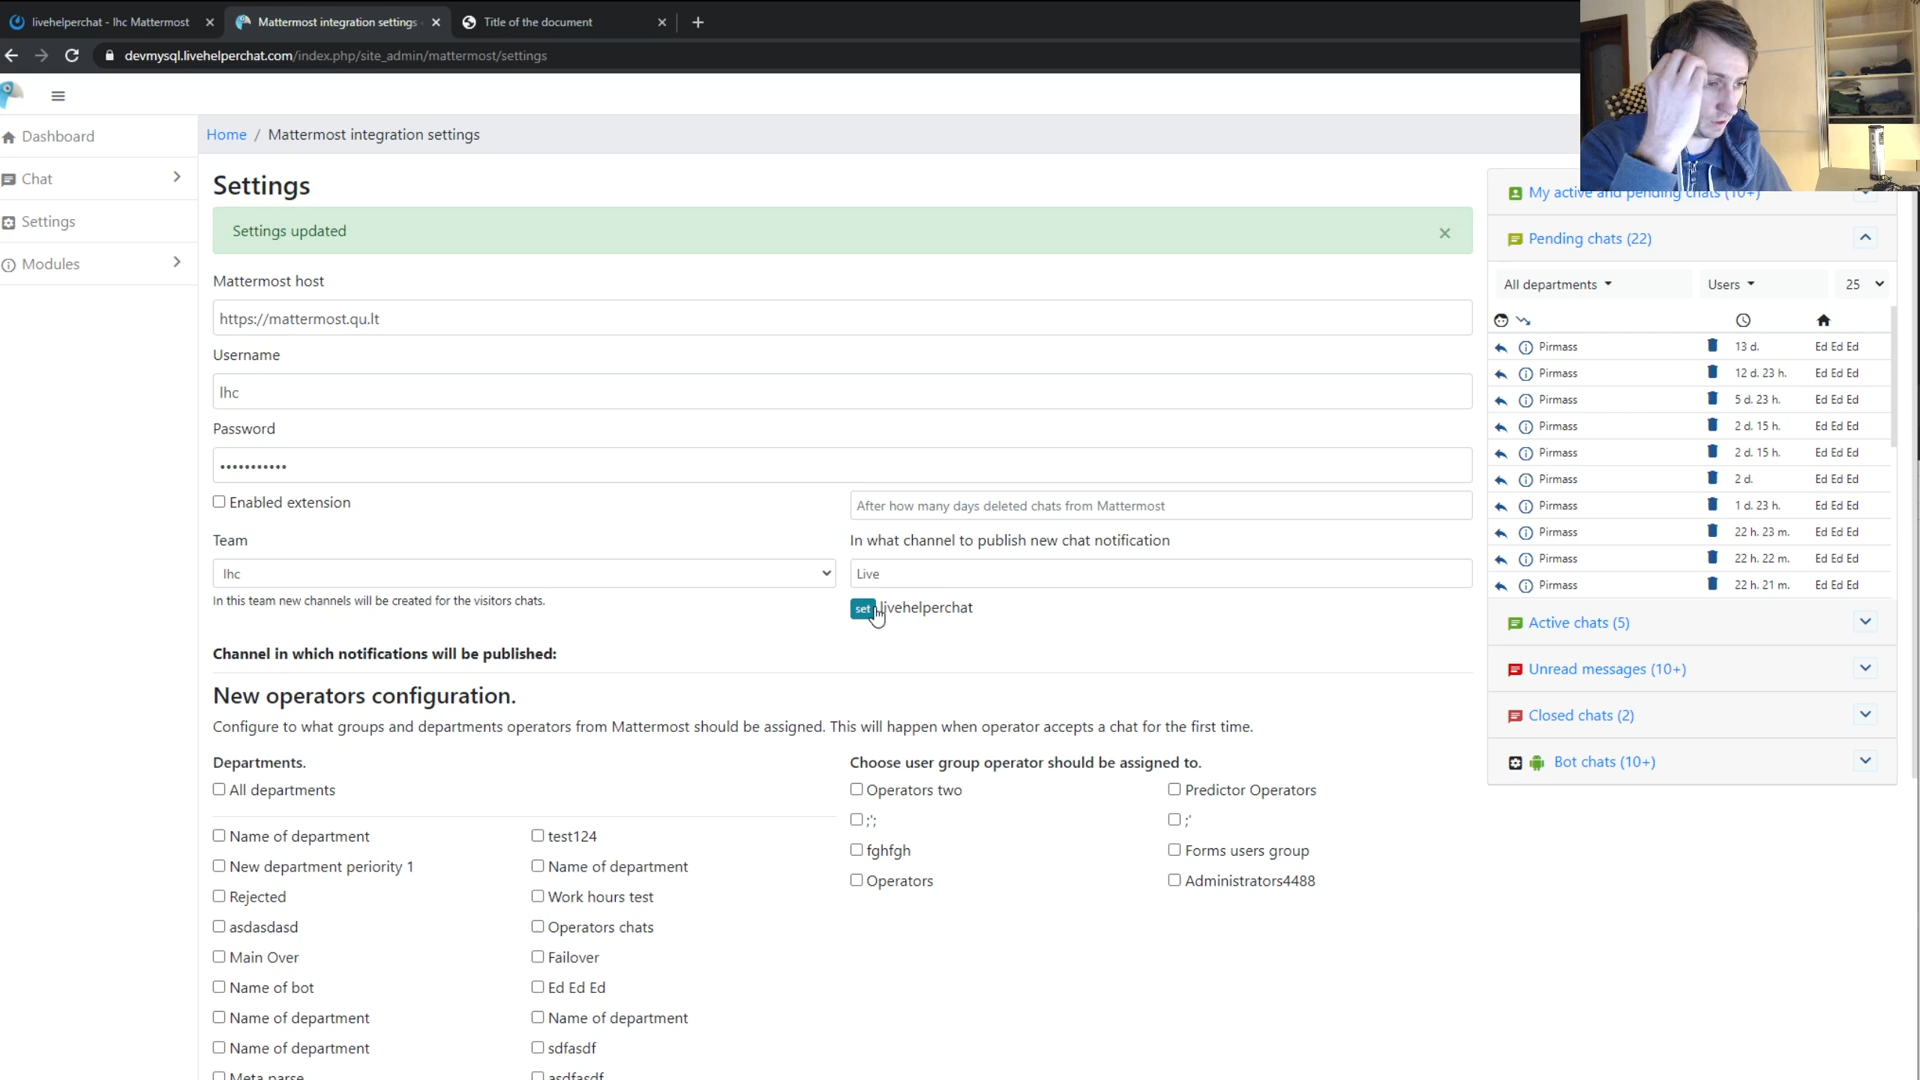 livehelperchat - lhc Mattermost
Mattermost integration settings
Title of the document
devmysql.livehelperchat.com/index.php/site_admin/mattermost/settings
Dashboard
Chat
Settings
Modules
Home / Mattermost integration settings
Settings
Settings updated
Mattermost host
https://mattermost.qu.lt
Username
lhc
Password
•••••••••••
Enabled extension
After how many days deleted chats from Mattermost
Team
In what channel to publish new chat notification
lhc
Live
In this team new channels will be created for the visitors chats.
set livehelperchat
Channel in which notifications will be published:
New operators configuration.
Configure to what groups and departments operators from Mattermost should be assigned. This will happen when operator accepts a chat for the first time.
Departments.
Choose user group operator should be assigned to.
All departments
Operators two
Predictor Operators
;';
;'
fghfgh
Forms users group
Operators
Administrators4488
Name of department
test124
New department periority 1
Name of department
Rejected
Work hours test
asdasdasd
Operators chats
Main Over
Failover
Name of bot
Ed Ed Ed
Name of department
Name of department
Name of department
sdfasdf
Meta parse
asdfasdf
My active and pending chats (10+)
Pending chats (22)
All departments
Users
25
Pirmass 13 d. Ed Ed Ed
Pirmass 12 d. 23 h. Ed Ed Ed
Pirmass 5 d. 23 h. Ed Ed Ed
Pirmass 2 d. 15 h. Ed Ed Ed
Pirmass 2 d. 15 h. Ed Ed Ed
Pirmass 2 d. Ed Ed Ed
Pirmass 1 d. 23 h. Ed Ed Ed
Pirmass 22 h. 23 m. Ed Ed Ed
Pirmass 22 h. 22 m. Ed Ed Ed
Pirmass 22 h. 21 m. Ed Ed Ed
Active chats (5)
Unread messages (10+)
Closed chats (2)
Bot chats (10+)